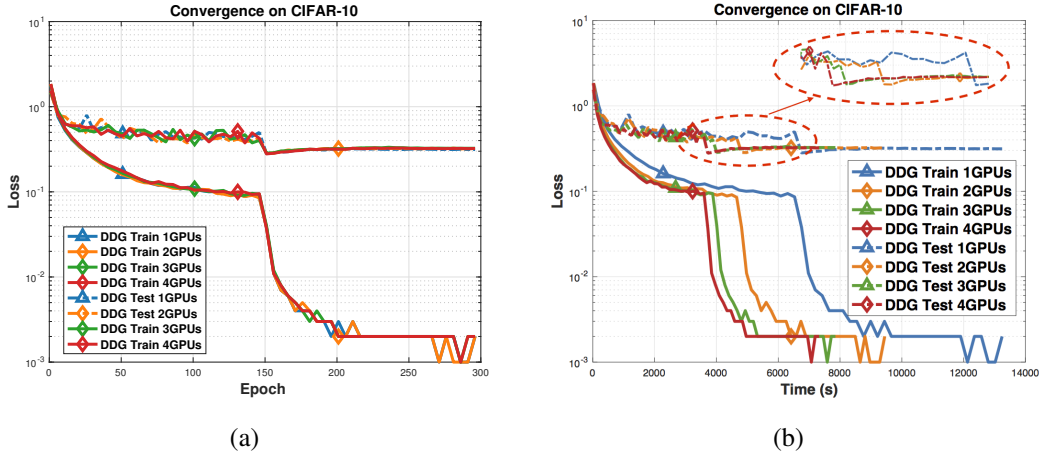 Convergence on CIFAR-10
10^1
10^0
10^-1
10^-2
10^-3
Loss
0
50
100
150
200
250
300
Epoch
DDG Train 1GPUs
DDG Train 2GPUs
DDG Train 3GPUs
DDG Train 4GPUs
DDG Test 1GPUs
DDG Test 2GPUs
DDG Train 3GPUs
DDG Train 4GPUs
(a)
Convergence on CIFAR-10
10^1
10^0
10^-1
10^-2
10^-3
Loss
0
2000
4000
6000
8000
10000
12000
14000
Time (s)
DDG Train 1GPUs
DDG Train 2GPUs
DDG Train 3GPUs
DDG Train 4GPUs
DDG Test 1GPUs
DDG Test 2GPUs
DDG Test 3GPUs
DDG Test 4GPUs
(b)